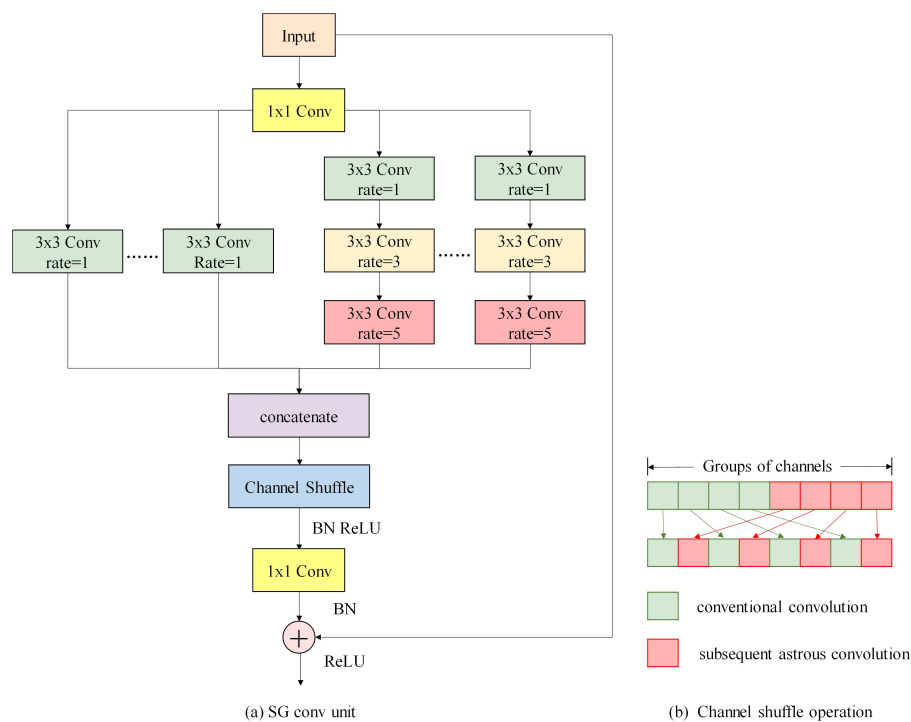 Input
1x1 Conv
3x3 Conv
rate=1
3x3 Conv
rate=1
3x3 Conv
rate=1
......
3x3 Conv
Rate=1
3x3 Conv
rate=3
......
3x3 Conv
rate=3
3x3 Conv
rate=5
3x3 Conv
rate=5
concatenate
Channel Shuffle
BN ReLU
1x1 Conv
BN
+
ReLU
(a) SG conv unit
Groups of channels
conventional convolution
subsequent astrous convolution
(b) Channel shuffle operation